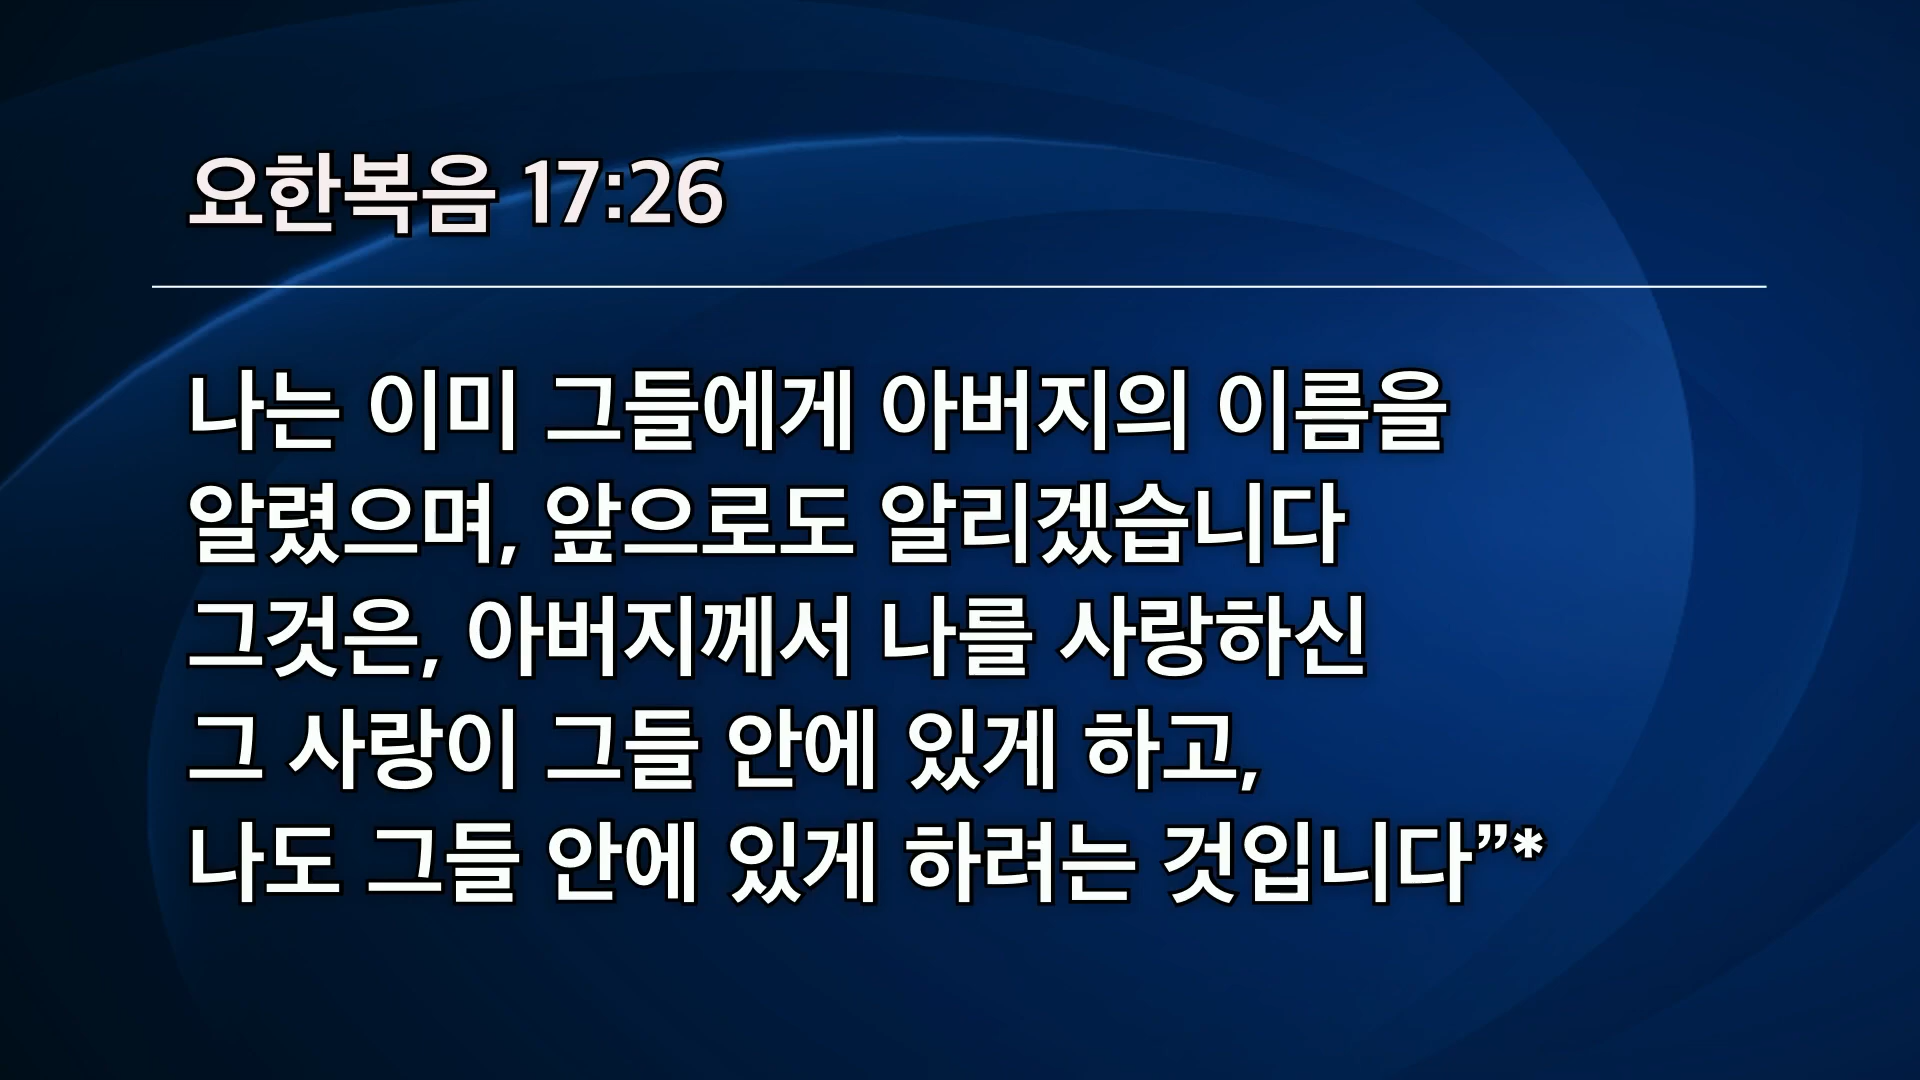 요한복음 17:26
나는 이미 그들에게 아버지의 이름을
알렸으며, 앞으로도 알리겠습니다
그것은, 아버지께서 나를 사랑하신
그 사랑이 그들 안에 있게 하고,
나도 그들 안에 있게 하려는 것입니다”*